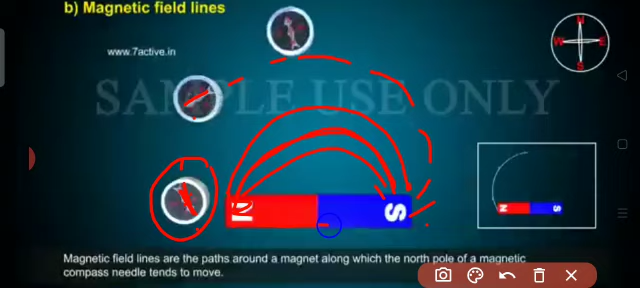 b) Magnetic field lines
www.7active.in
N
W E
S
SAMPLE USE ONLY
N S
N S
Magnetic field lines are the paths around a magnet along which the north pole of a magnetic
compass needle tends to move.